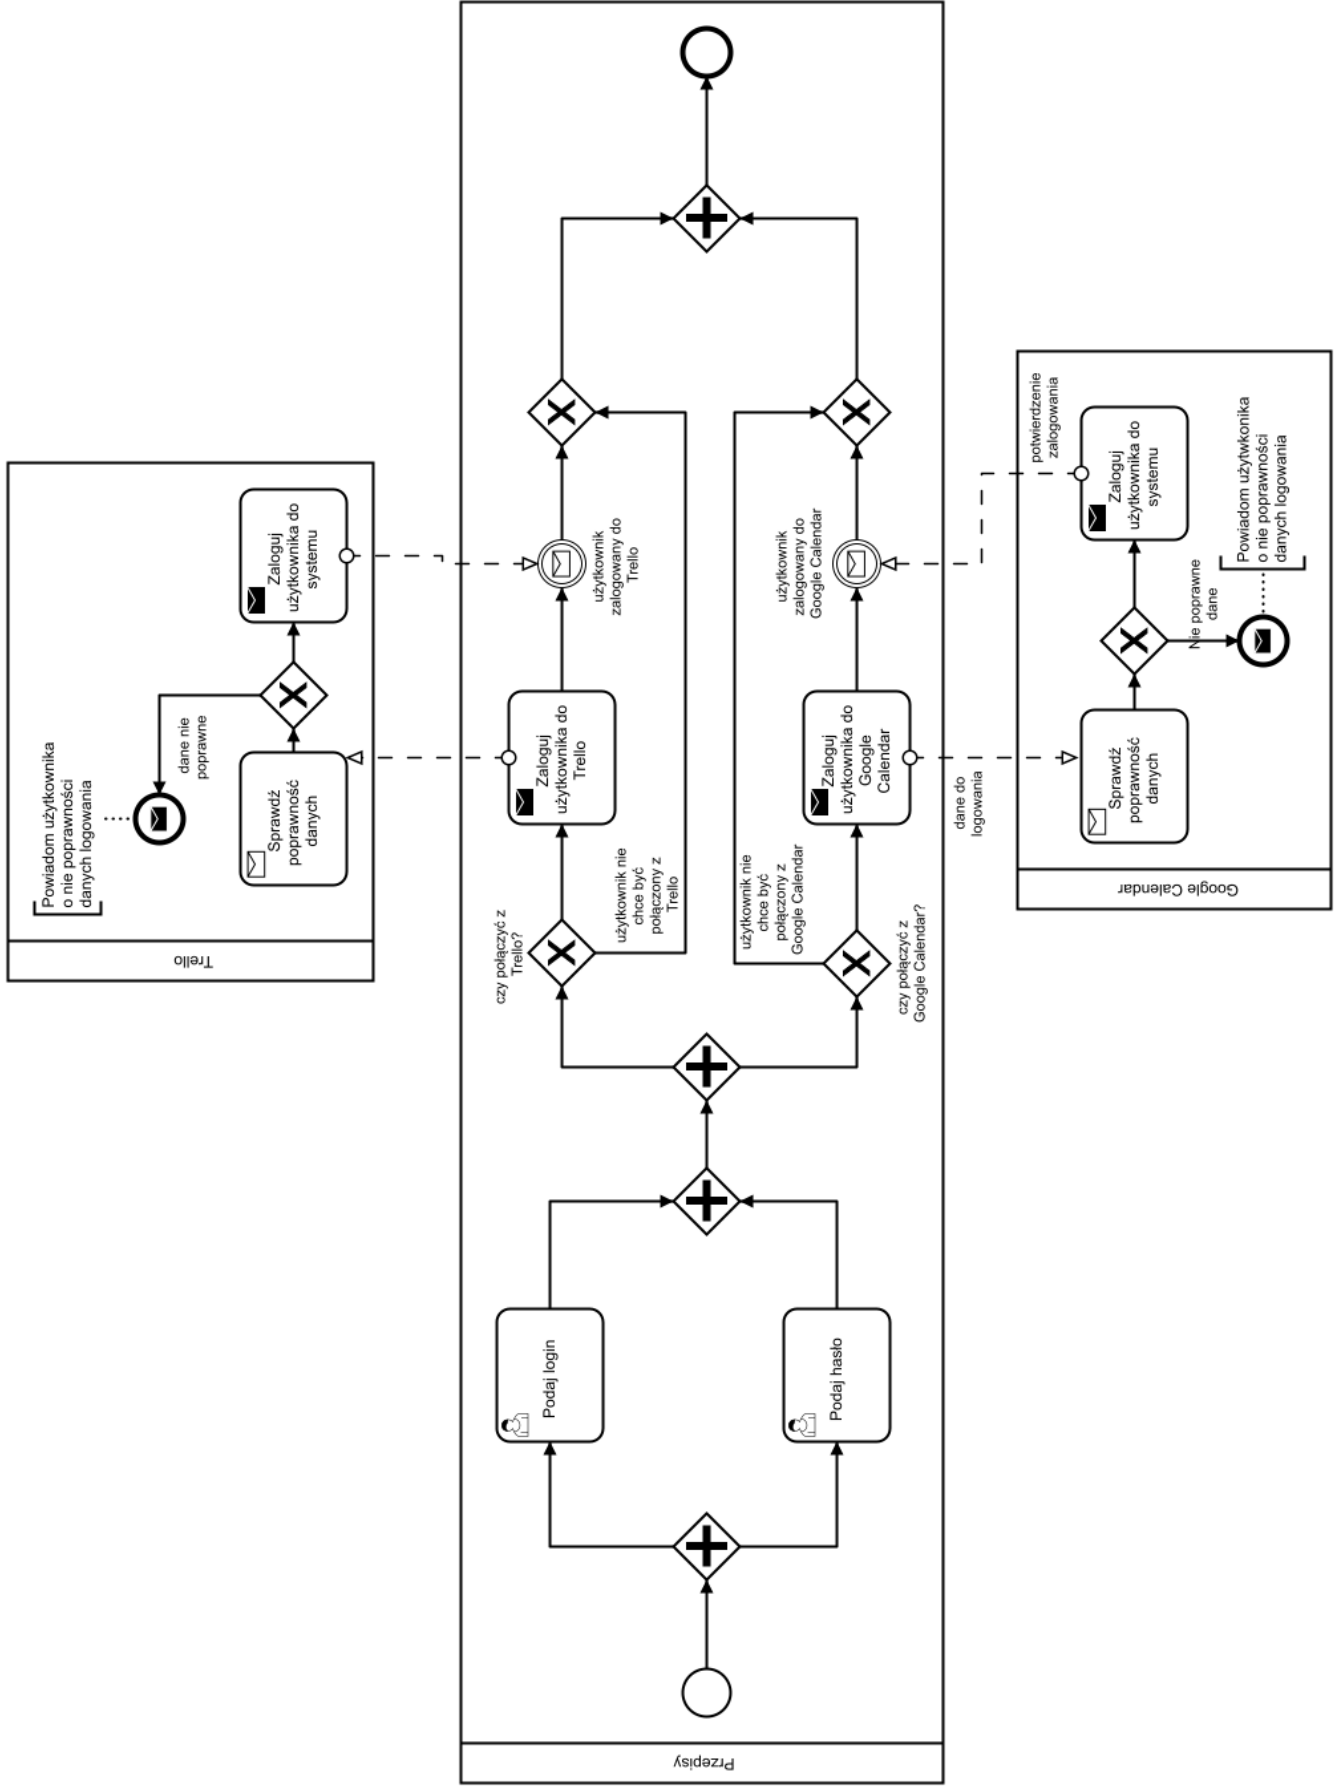 Trello
Powiadom użytkownika
o nie poprawności
danych logowania
dane nie
poprawne
Sprawdź
poprawność
danych
Zaloguj
użytkownika do
systemu
Przepisy
Podaj login
Podaj hasło
czy połączyć z
Trello?
użytkownik nie
chce być
połączony z
Trello
Zaloguj
użytkownika do
Trello
użytkownik
zalogowany do
Trello
czy połączyć z
Google Calendar?
użytkownik nie
chce być
połączony z
Google Calendar
Zaloguj
użytkownika do
Google
Calendar
użytkownik
zalogowany do
Google Calendar
dane do
logowania
potwierdzenie
zalogowania
Google Calendar
Sprawdź
poprawność
danych
Nie poprawne
dane
Zaloguj
użytkownika do
systemu
Powiadom użytwkonika
o nie poprawności
danych logowania